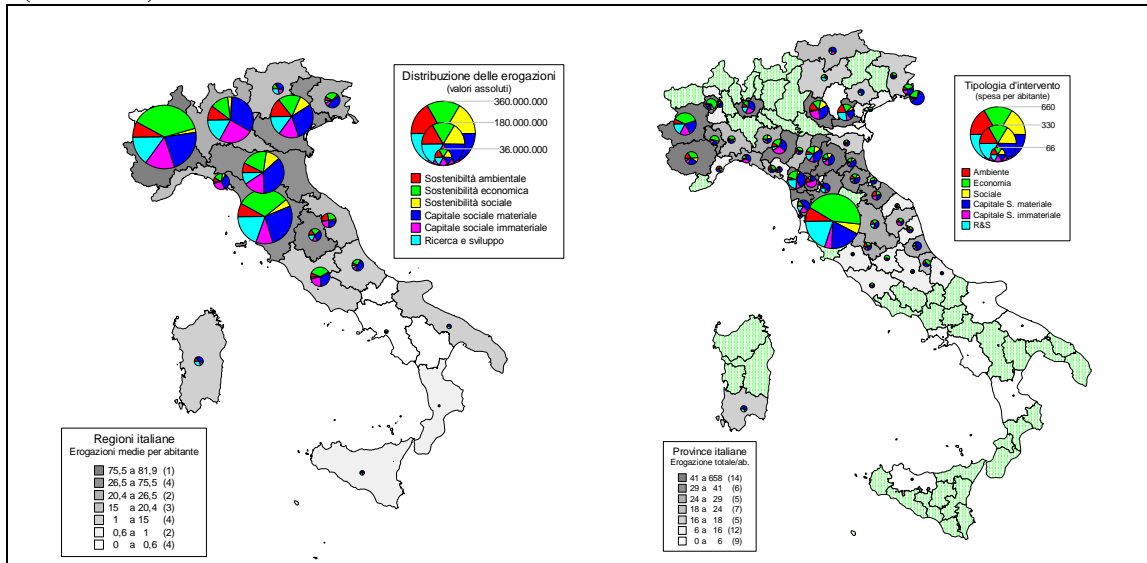 Distribuzione delle erogazioni
(valori assoluti)
360.000.000
180.000.000
36.000.000
Sosteniblità ambientale
Sostenibilità economica
Sostenibilità sociale
Capitale sociale materiale
Capitale sociale immateriale
Ricerca e sviluppo
Regioni italiane
Erogazioni medie per abitante
75,5 a 81,9 (1)
26,5 a 75,5 (4)
20,4 a 26,5 (2)
15 a 20,4 (3)
1 a 15 (4)
0,6 a 1 (2)
0 a 0,6 (4)
Tipologia d'intervento
(spesa per abitante)
660
330
66
Ambiente
Economia
Sociale
Capitale S. materiale
Capitale S. immateriale
R&S
Province italiane
Erogazione totale/ab.
41 a 658 (14)
29 a 41 (6)
24 a 29 (5)
18 a 24 (7)
16 a 18 (5)
6 a 16 (12)
0 a 6 (9)